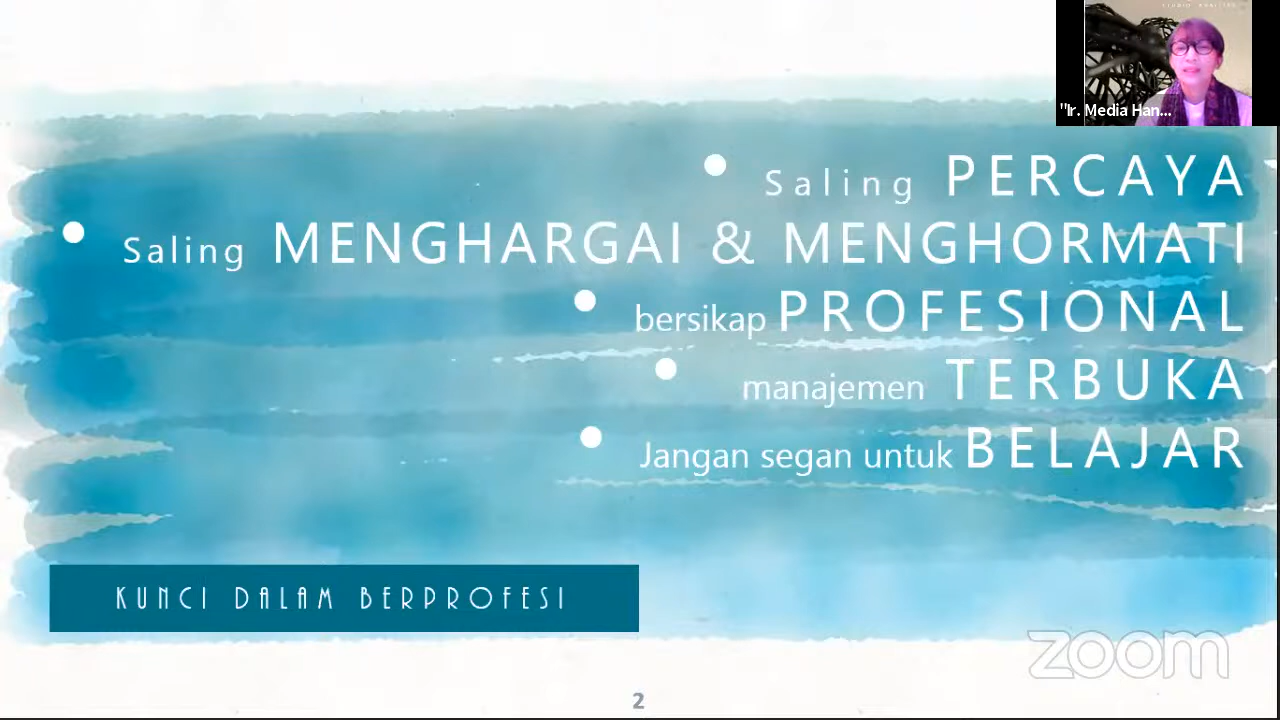 "Ir. Media Han...
Saling PERCAYA
Saling MENGHARGAI & MENGHORMATI
bersikap PROFESIONAL
manajemen TERBUKA
Jangan segan untuk BELAJAR
KUNCI DALAM BERPROFESI
zoom
2